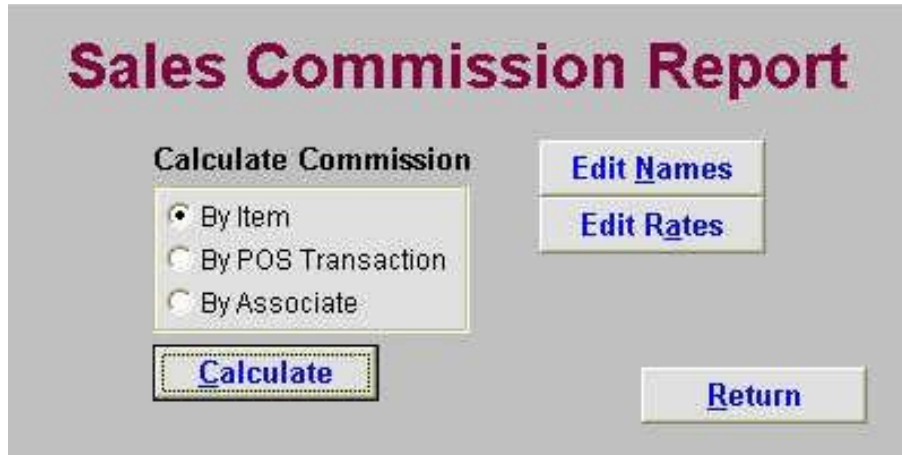 Sales Commission Report
Calculate Commission
By Item
By POS Transaction
By Associate
Calculate
Edit Names
Edit Rates
Return